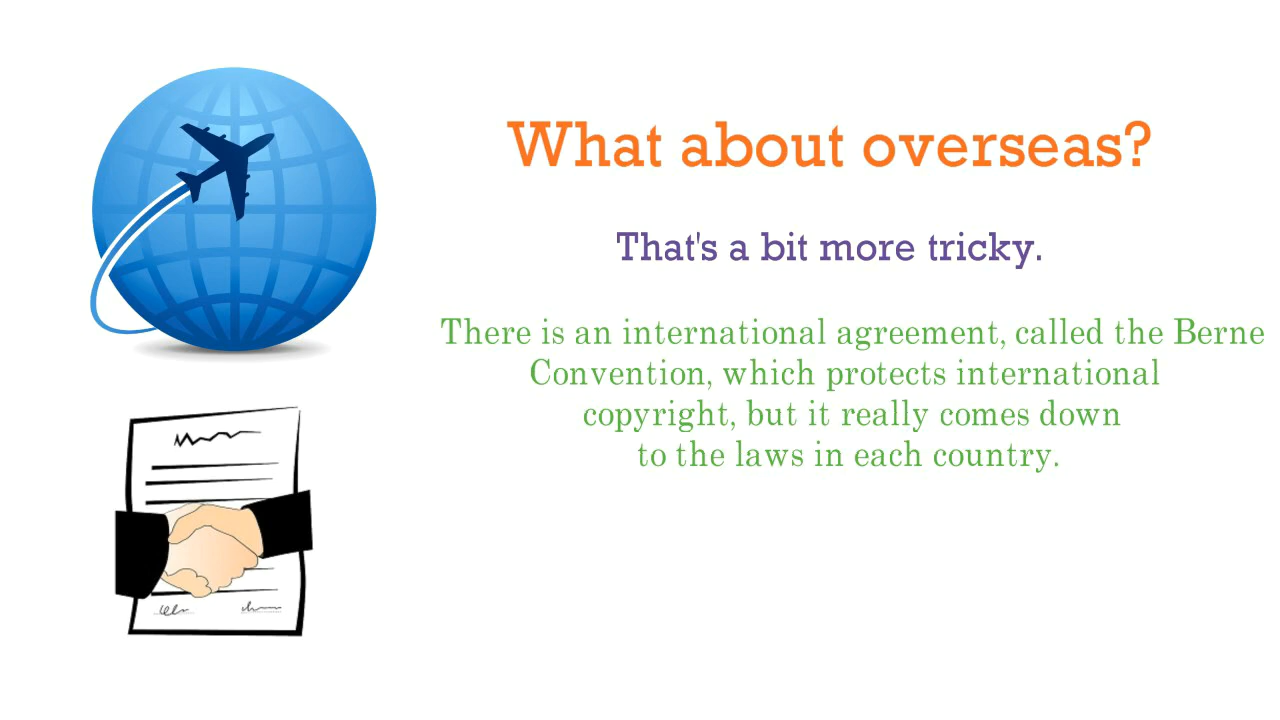 What about overseas?
That's a bit more tricky.
There is an international agreement, called the Berne
Convention, which protects international
copyright, but it really comes down
to the laws in each country.